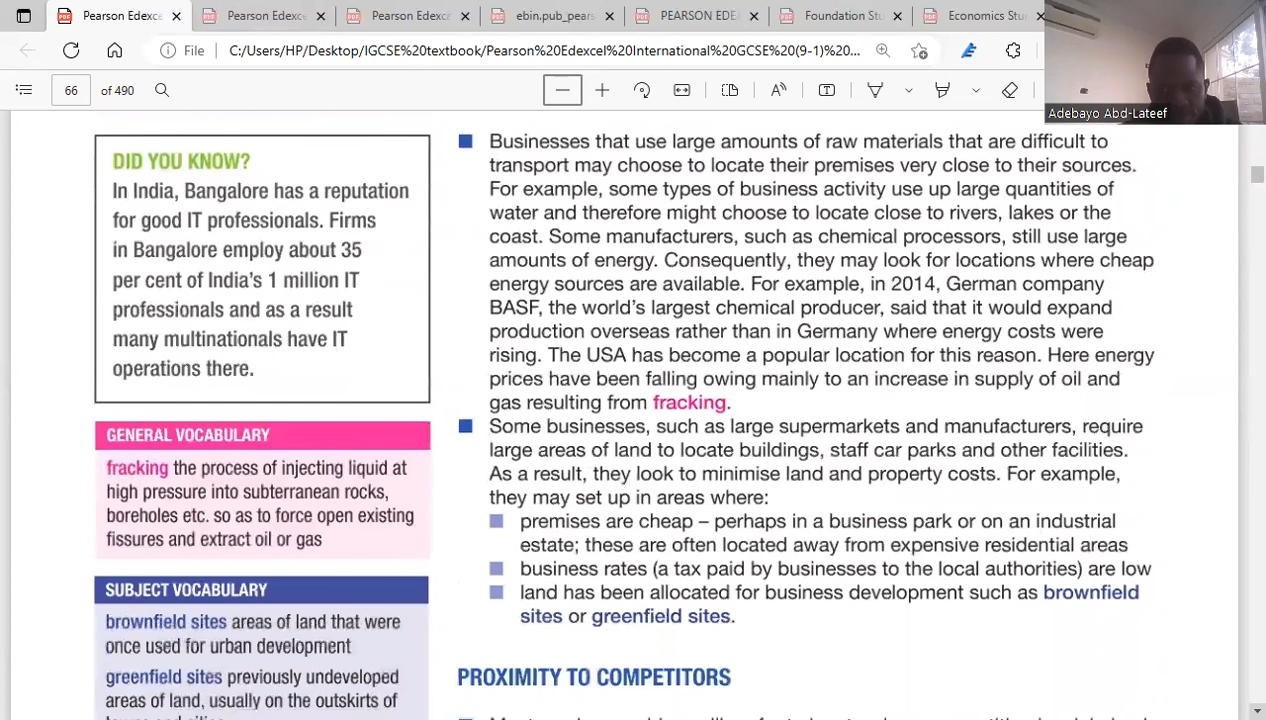 Pearson Edexce
Pearson Edexce
Pearson Edexce
ebin.pub_pears
PEARSON EDE
Foundation Stu
Economics Stu
File
C:/Users/HP/Desktop/IGCSE%20textbook/Pearson%20Edexcel%20International%20GCSE%20(9-1)%20...
66
of 490
Adebayo Abd-Lateef
DID YOU KNOW?
In India, Bangalore has a reputation
for good IT professionals. Firms
in Bangalore employ about 35
per cent of India's 1 million IT
professionals and as a result
many multinationals have IT
operations there.
GENERAL VOCABULARY
fracking the process of injecting liquid at
high pressure into subterranean rocks,
boreholes etc. so as to force open existing
fissures and extract oil or gas
SUBJECT VOCABULARY
brownfield sites areas of land that were
once used for urban development
greenfield sites previously undeveloped
areas of land, usually on the outskirts of
Businesses that use large amounts of raw materials that are difficult to
transport may choose to locate their premises very close to their sources.
For example, some types of business activity use up large quantities of
water and therefore might choose to locate close to rivers, lakes or the
coast. Some manufacturers, such as chemical processors, still use large
amounts of energy. Consequently, they may look for locations where cheap
energy sources are available. For example, in 2014, German company
BASF, the world's largest chemical producer, said that it would expand
production overseas rather than in Germany where energy costs were
rising. The USA has become a popular location for this reason. Here energy
prices have been falling owing mainly to an increase in supply of oil and
gas resulting from fracking.
Some businesses, such as large supermarkets and manufacturers, require
large areas of land to locate buildings, staff car parks and other facilities.
As a result, they look to minimise land and property costs. For example,
they may set up in areas where:
premises are cheap – perhaps in a business park or on an industrial
estate; these are often located away from expensive residential areas
business rates (a tax paid by businesses to the local authorities) are low
land has been allocated for business development such as brownfield
sites or greenfield sites.
PROXIMITY TO COMPETITORS